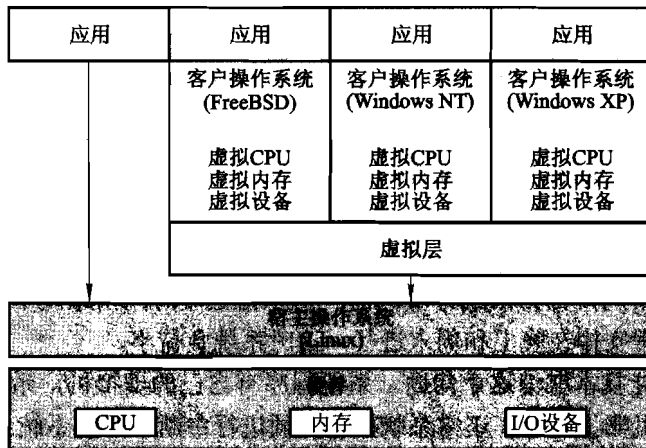 应用 应用 应用 应用
客户操作系统 客户操作系统 客户操作系统
(FreeBSD) (Windows NT) (Windows XP)
虚拟CPU 虚拟CPU 虚拟CPU
虚拟内存 虚拟内存 虚拟内存
虚拟设备 虚拟设备 虚拟设备
虚拟层
宿主操作系统
(Linux)
硬件
CPU 内存 I/O设备